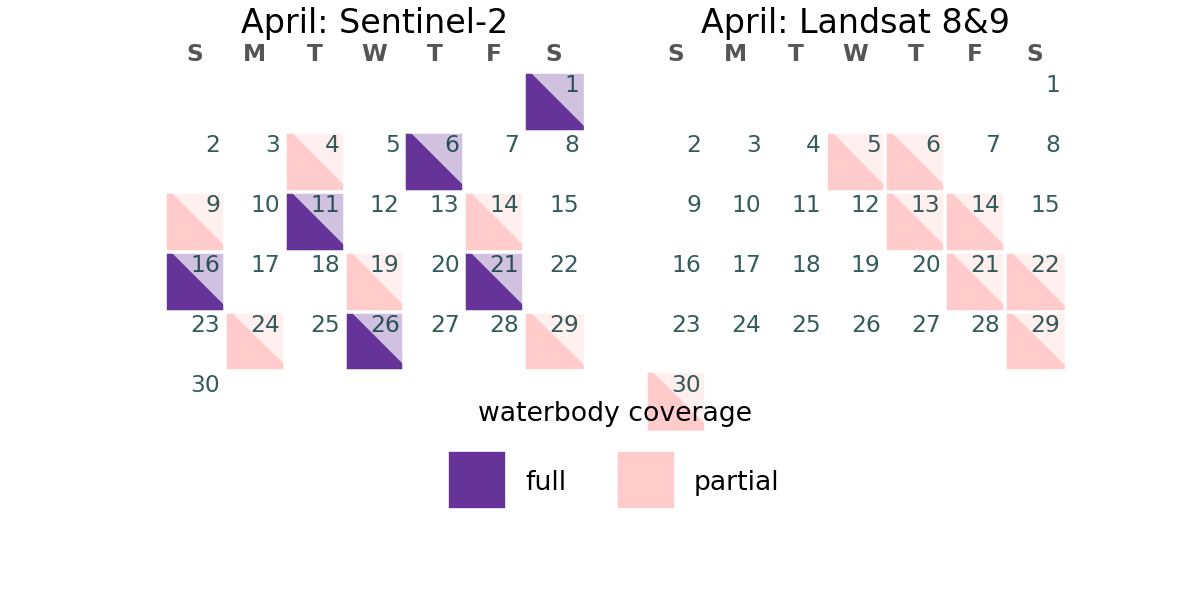 April: Sentinel-2
S M T W T F S
1
2 3 4 5 6 7 8
9 10 11 12 13 14 15
16 17 18 19 20 21 22
23 24 25 26 27 28 29
30
April: Landsat 8&9
S M T W T F S
1
2 3 4 5 6 7 8
9 10 11 12 13 14 15
16 17 18 19 20 21 22
23 24 25 26 27 28 29
30
waterbody coverage
full partial